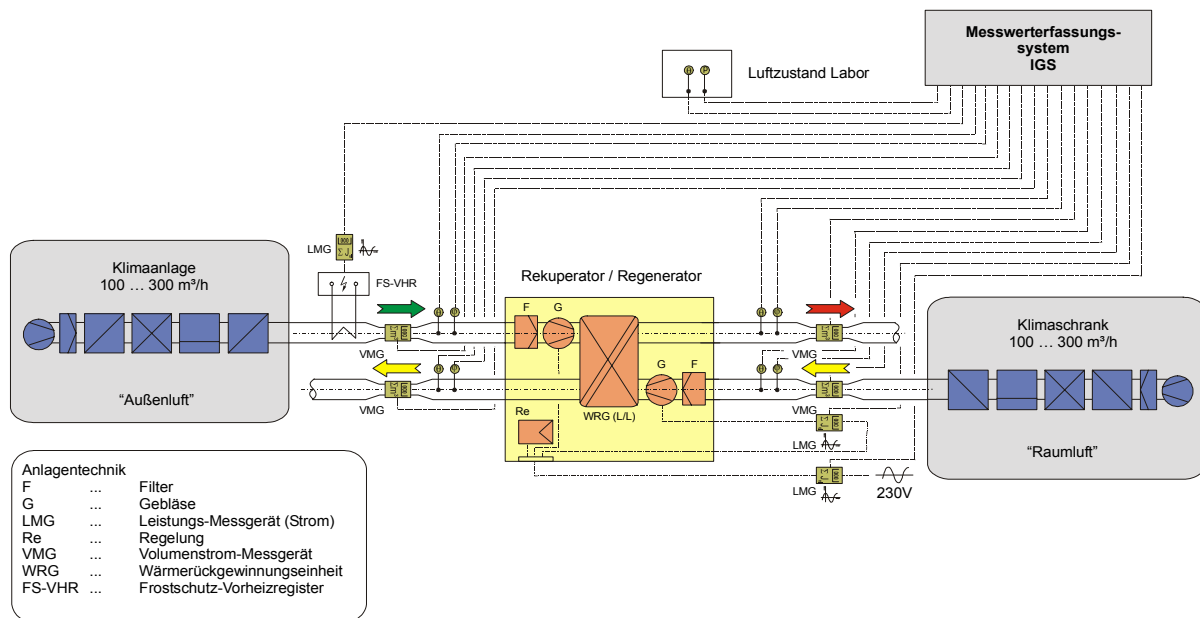 Messwerterfassungs-
system
IGS
Luftzustand Labor
LMG
FS-VHR
Klimaanlage
100 … 300 m³/h
"Außenluft"
Rekuperator / Regenerator
F
G
VMG
VMG
VMG
VMG
G
F
Re
WRG (L/L)
LMG
LMG
230V
Klimaschrank
100 … 300 m³/h
"Raumluft"
Anlagentechnik
F ... Filter
G ... Gebläse
LMG ... Leistungs-Messgerät (Strom)
Re ... Regelung
VMG ... Volumenstrom-Messgerät
WRG ... Wärmerückgewinnungseinheit
FS-VHR ... Frostschutz-Vorheizregister